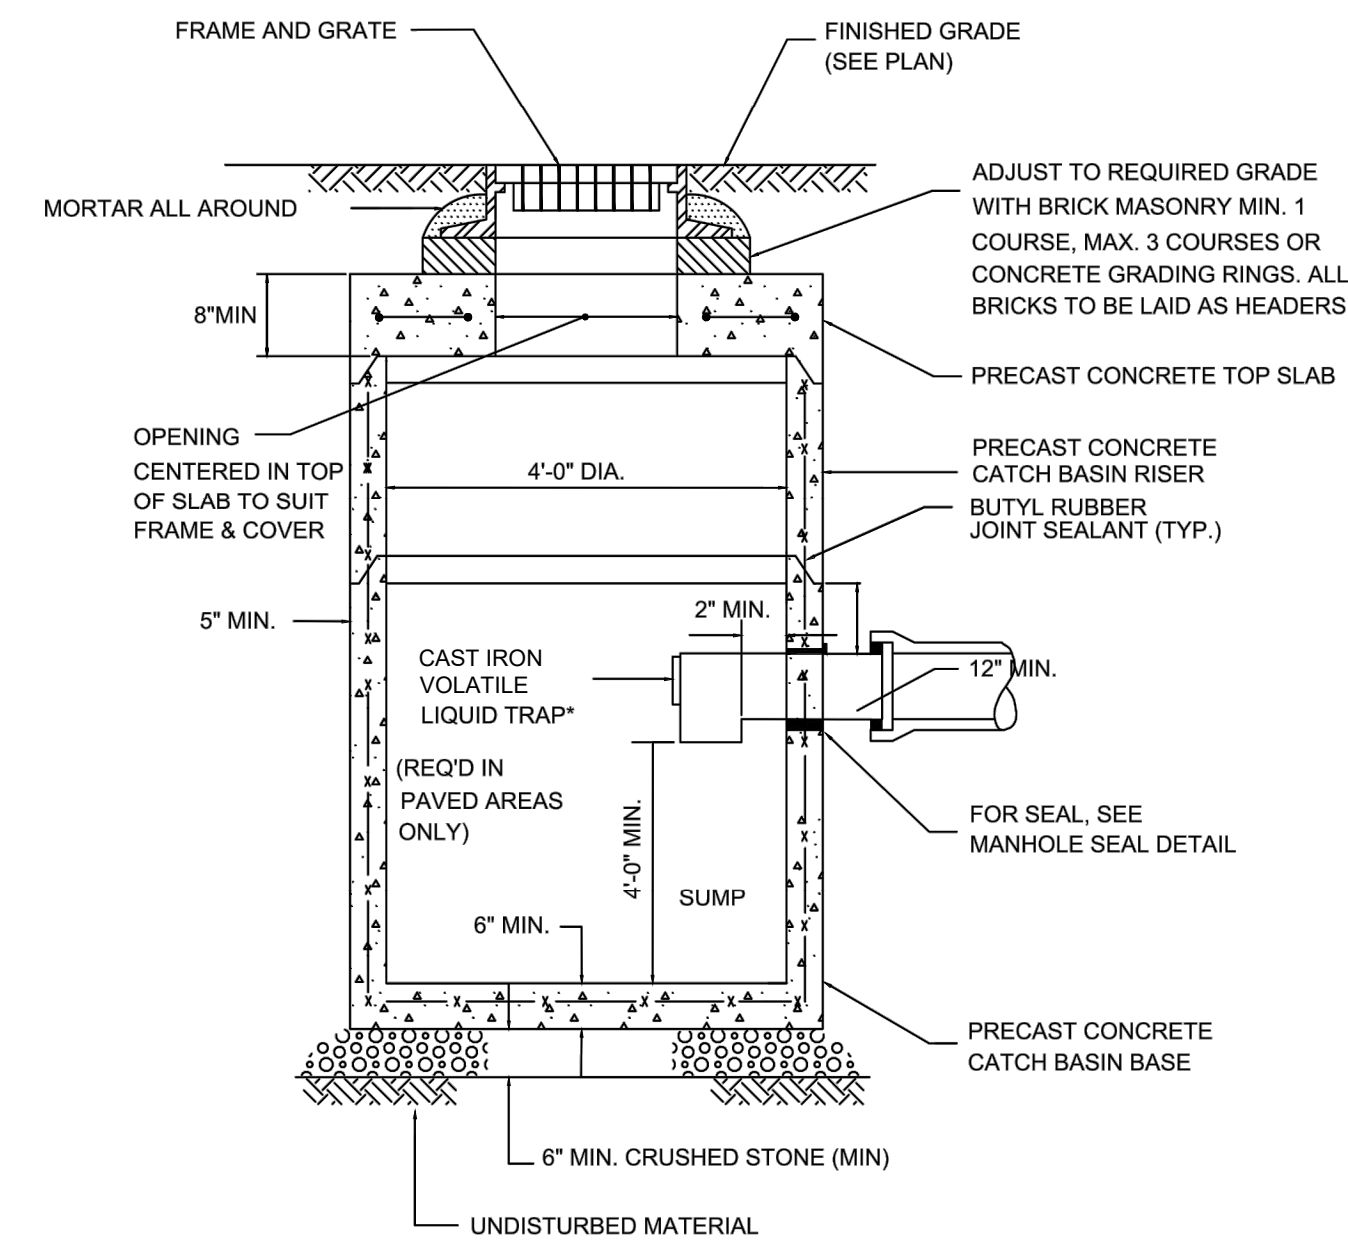 FRAME AND GRATE
FINISHED GRADE
(SEE PLAN)
MORTAR ALL AROUND
ADJUST TO REQUIRED GRADE
WITH BRICK MASONRY MIN. 1
COURSE, MAX. 3 COURSES OR
CONCRETE GRADING RINGS. ALL
BRICKS TO BE LAID AS HEADERS
8"MIN
PRECAST CONCRETE TOP SLAB
OPENING
CENTERED IN TOP
OF SLAB TO SUIT
FRAME & COVER
4'-0" DIA.
PRECAST CONCRETE
CATCH BASIN RISER
BUTYL RUBBER
JOINT SEALANT (TYP.)
5" MIN.
2" MIN.
CAST IRON
VOLATILE
LIQUID TRAP*
(REQ'D IN
PAVED AREAS
ONLY)
12" MIN.
4'-0" MIN.
SUMP
FOR SEAL, SEE
MANHOLE SEAL DETAIL
6" MIN.
PRECAST CONCRETE
CATCH BASIN BASE
6" MIN. CRUSHED STONE (MIN)
UNDISTURBED MATERIAL